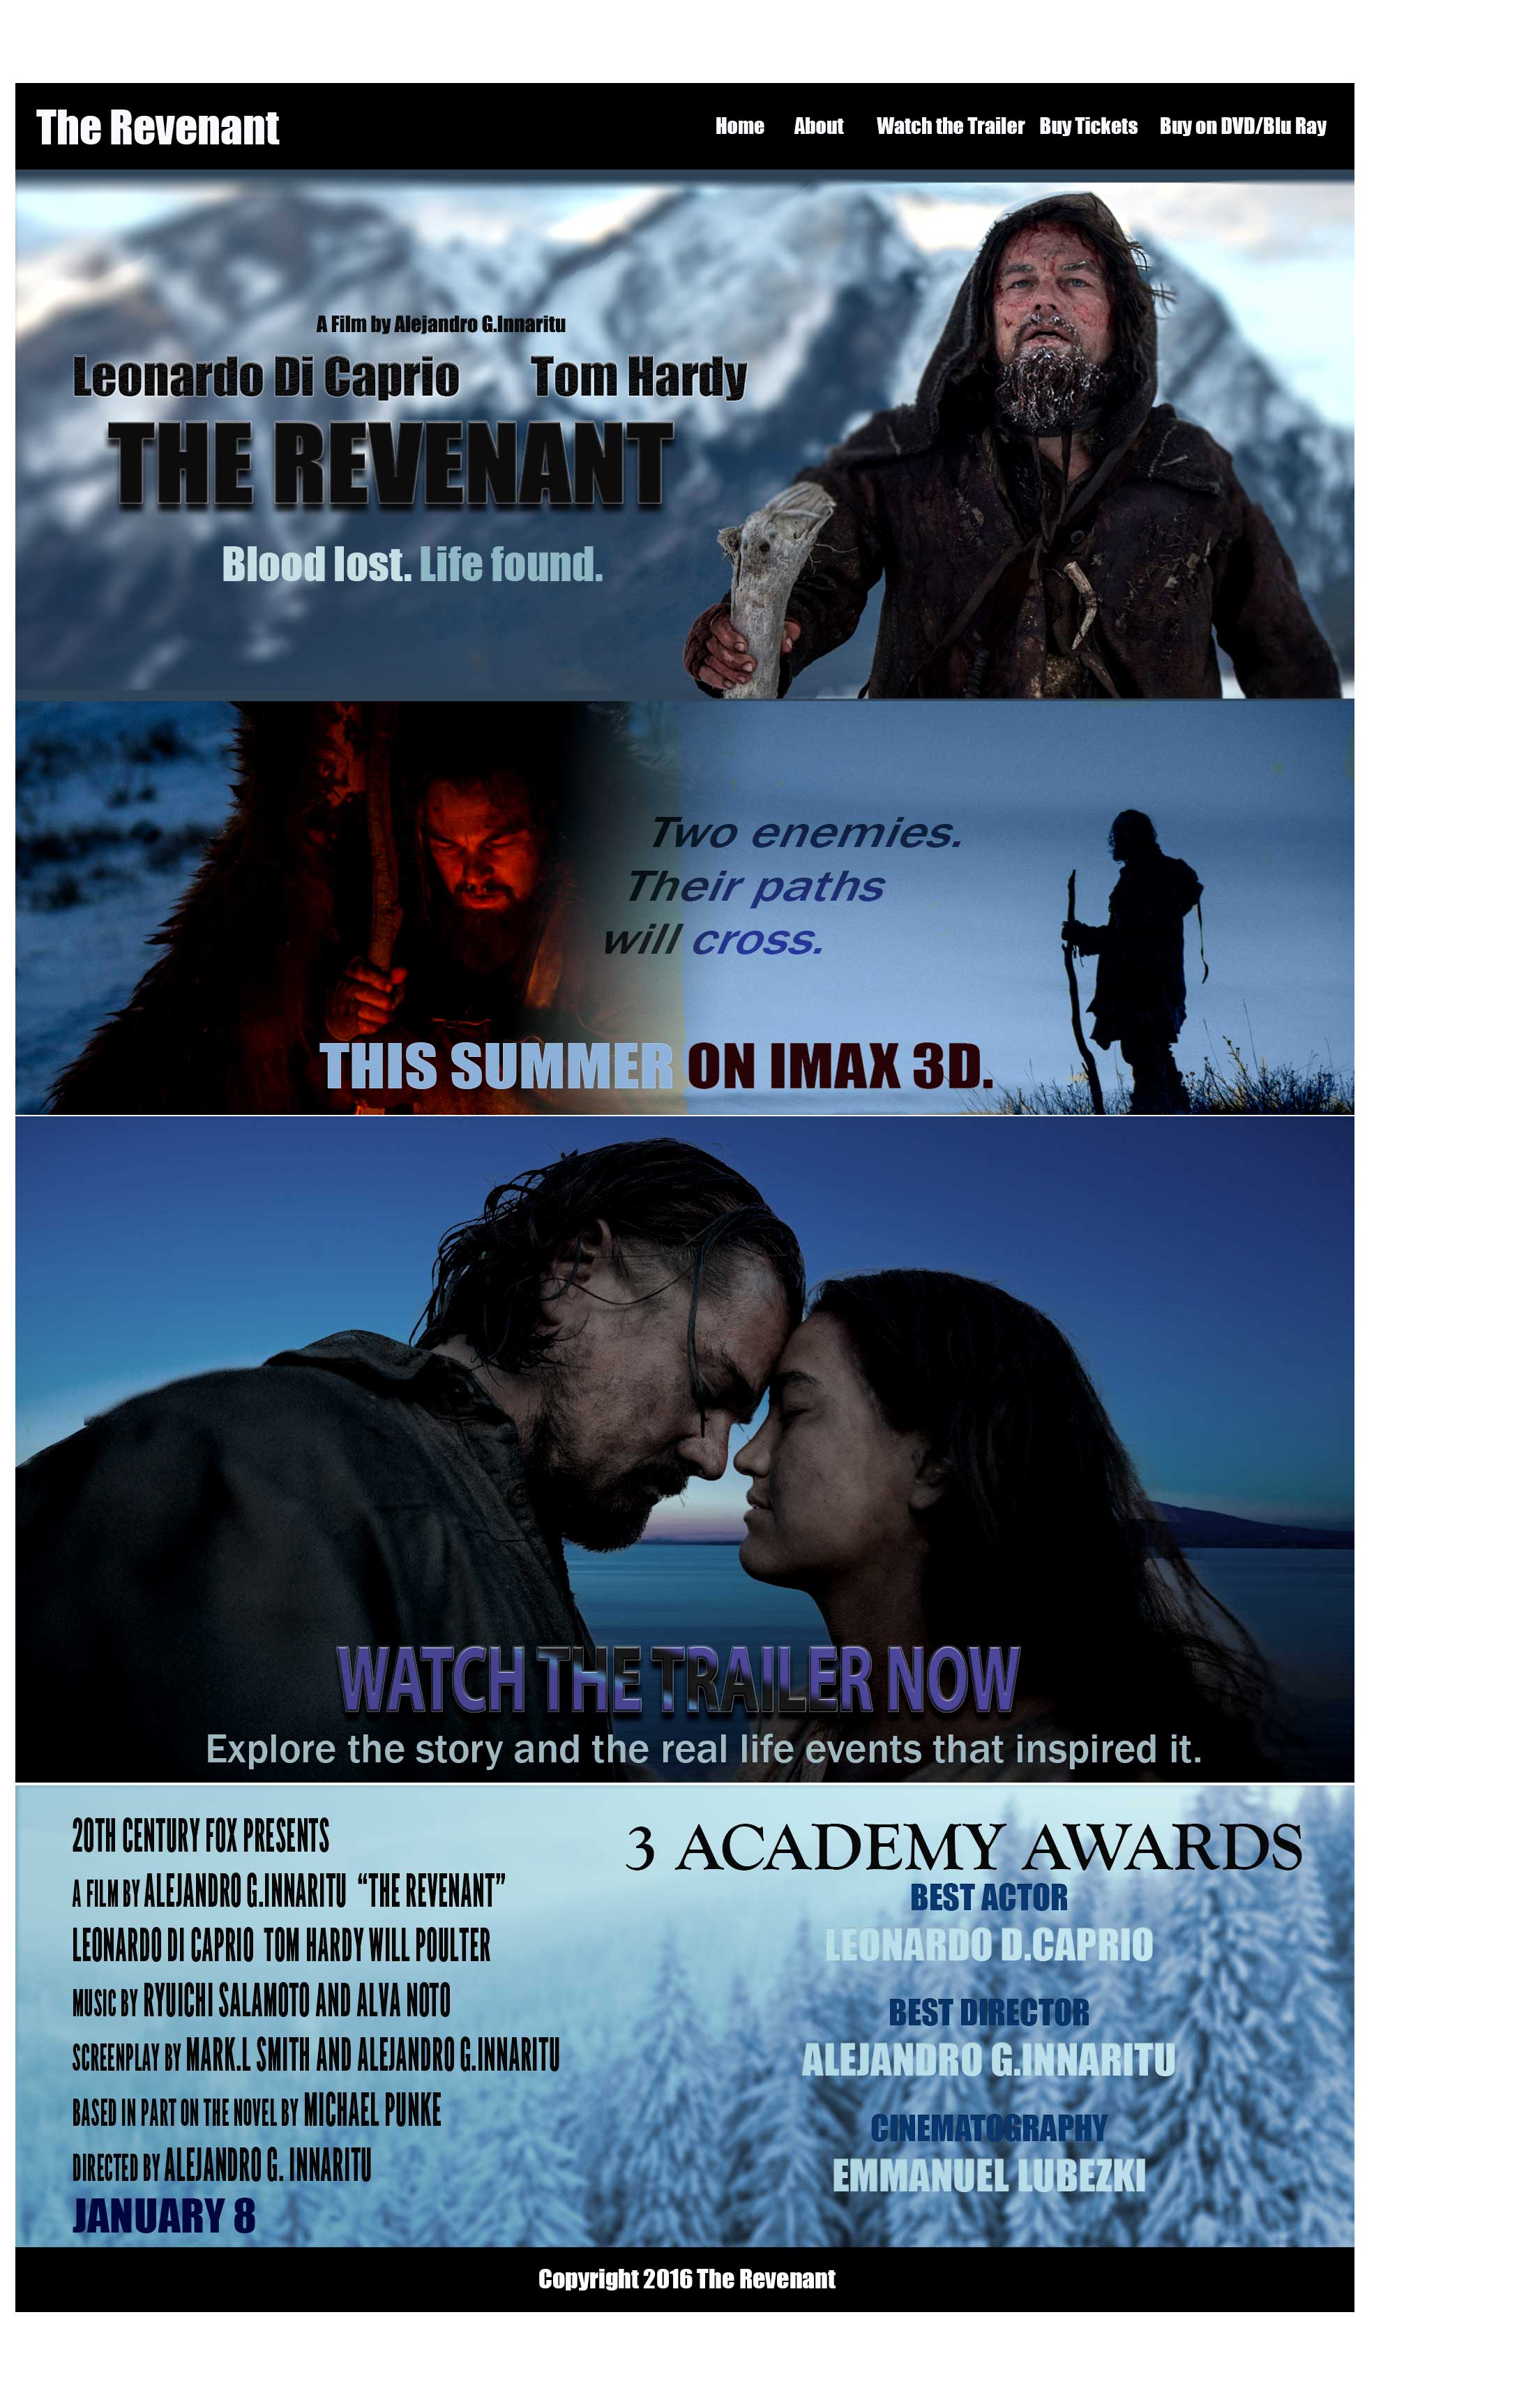 The Revenant
Home About Watch the Trailer Buy Tickets Buy on DVD/Blu Ray
A Film by Alejandro G.Innaritu
Leonardo Di Caprio Tom Hardy
THE REVENANT
Blood lost. Life found.
Two enemies.
Their paths
will cross.
THIS SUMMER ON IMAX 3D.
WATCH THE TRAILER NOW
Explore the story and the real life events that inspired it.
20TH CENTURY FOX PRESENTS
A FILM BY ALEJANDRO G.INNARITU “THE REVENANT”
LEONARDO DI CAPRIO TOM HARDY WILL POULTER
MUSIC BY RYUICHI SALAMOTO AND ALVA NOTO
SCREENPLAY BY MARK.L SMITH AND ALEJANDRO G.INNARITU
BASED IN PART ON THE NOVEL BY MICHAEL PUNKE
DIRECTED BY ALEJANDRO G. INNARITU
JANUARY 8
3 ACADEMY AWARDS
BEST ACTOR
LEONARDO D.CAPRIO
BEST DIRECTOR
ALEJANDRO G.INNARITU
CINEMATOGRAPHY
EMMANUEL LUBEZKI
Copyright 2016 The Revenant